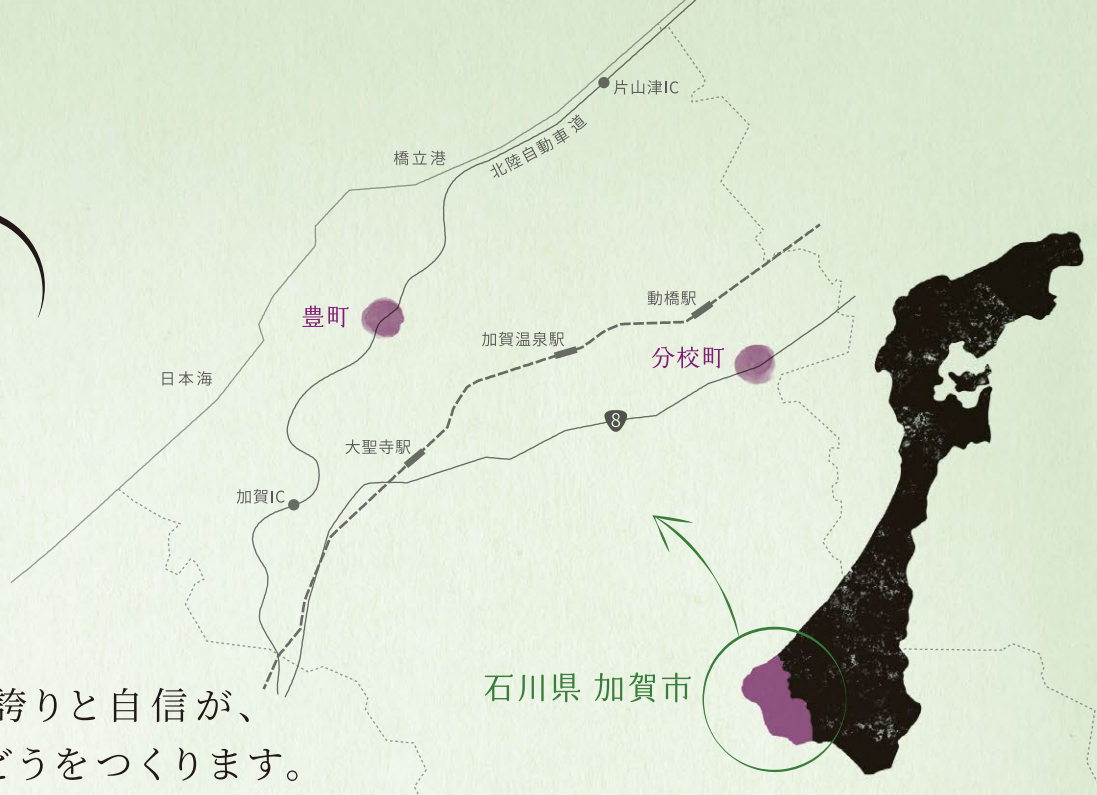 片山津IC
北陸自動車道
橋立港
豊町
動橋駅
加賀温泉駅
分校町
日本海
8
大聖寺駅
加賀IC
石川県 加賀市
誇りと自信が、
どうをつくります。